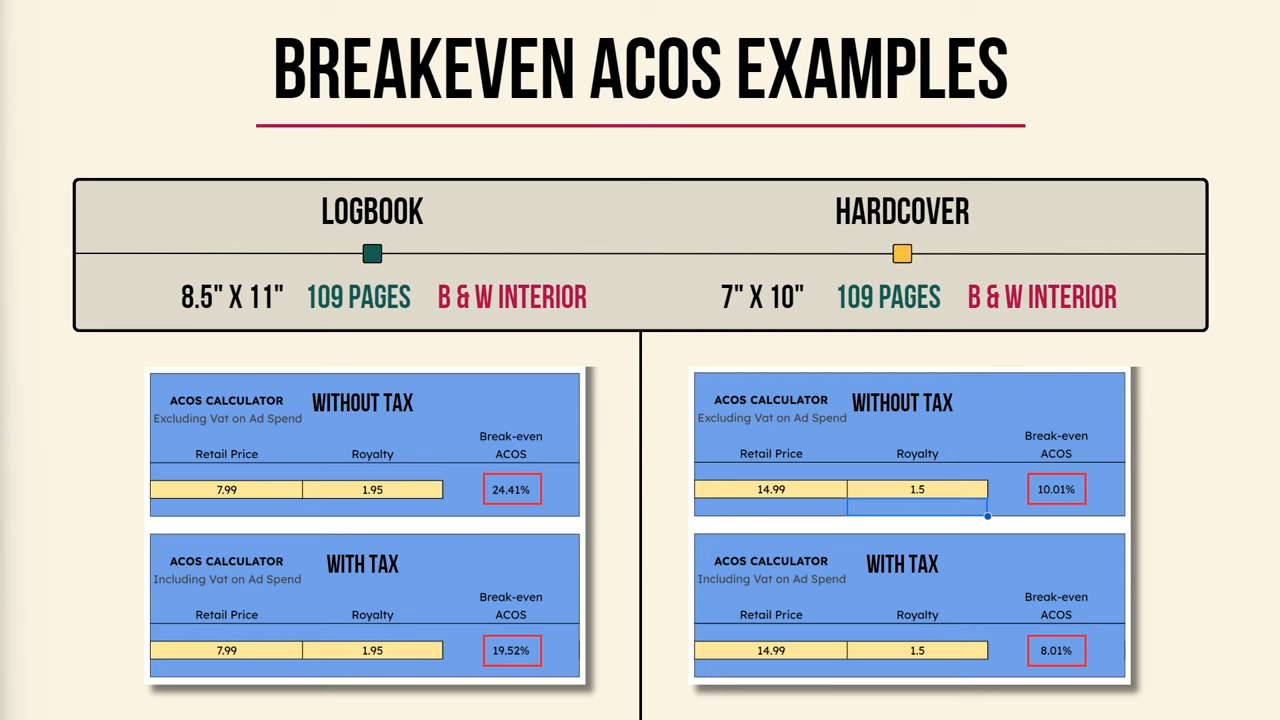 BREAKEVEN ACOS EXAMPLES
LOGBOOK
8.5" X 11" 109 PAGES B & W INTERIOR
HARDCOVER
7" X 10" 109 PAGES B & W INTERIOR
ACOS CALCULATOR WITHOUT TAX
Excluding Vat on Ad Spend
Retail Price Royalty Break-even ACOS
7.99 1.95 24.41%
ACOS CALCULATOR WITH TAX
Including Vat on Ad Spend
Retail Price Royalty Break-even ACOS
7.99 1.95 19.52%
ACOS CALCULATOR WITHOUT TAX
Excluding Vat on Ad Spend
Retail Price Royalty Break-even ACOS
14.99 1.5 10.01%
ACOS CALCULATOR WITH TAX
Including Vat on Ad Spend
Retail Price Royalty Break-even ACOS
14.99 1.5 8.01%